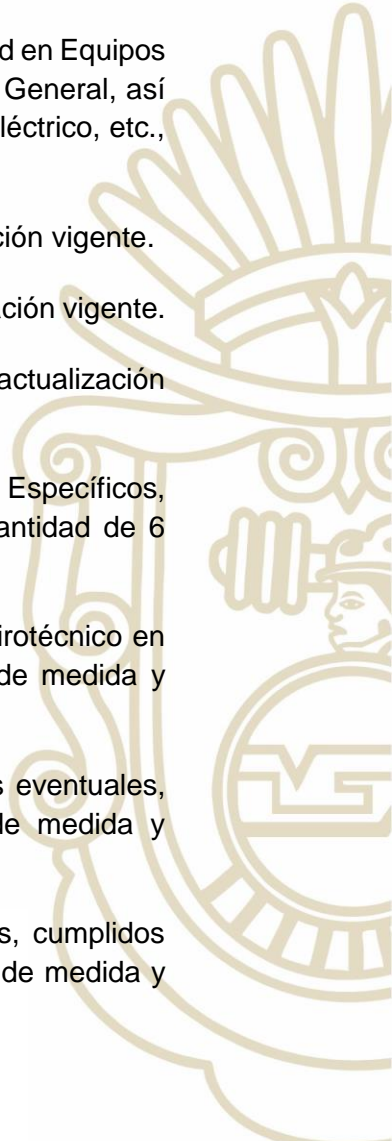 d en Equipos
General, así
léctrico, etc.,
ción vigente.
ción vigente.
actualización
Específicos,
antidad de 6
irotécnico en
de medida y
s eventuales,
de medida y
s, cumplidos
de medida y